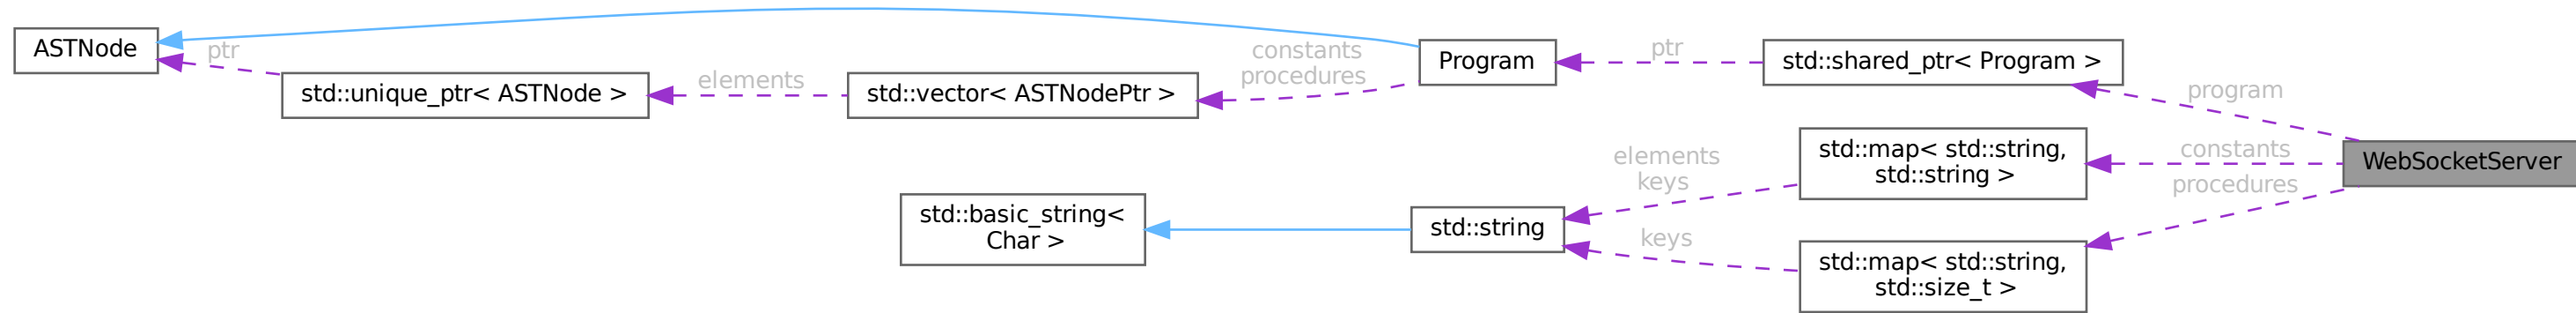 ASTNode
ptr
std::unique_ptr< ASTNode >
elements
std::vector< ASTNodePtr >
constants
procedures
Program
ptr
std::shared_ptr< Program >
program
std::map< std::string,
std::string >
constants
WebSocketServer
procedures
elements
keys
std::basic_string<
Char >
std::string
keys
std::map< std::string,
std::size_t >